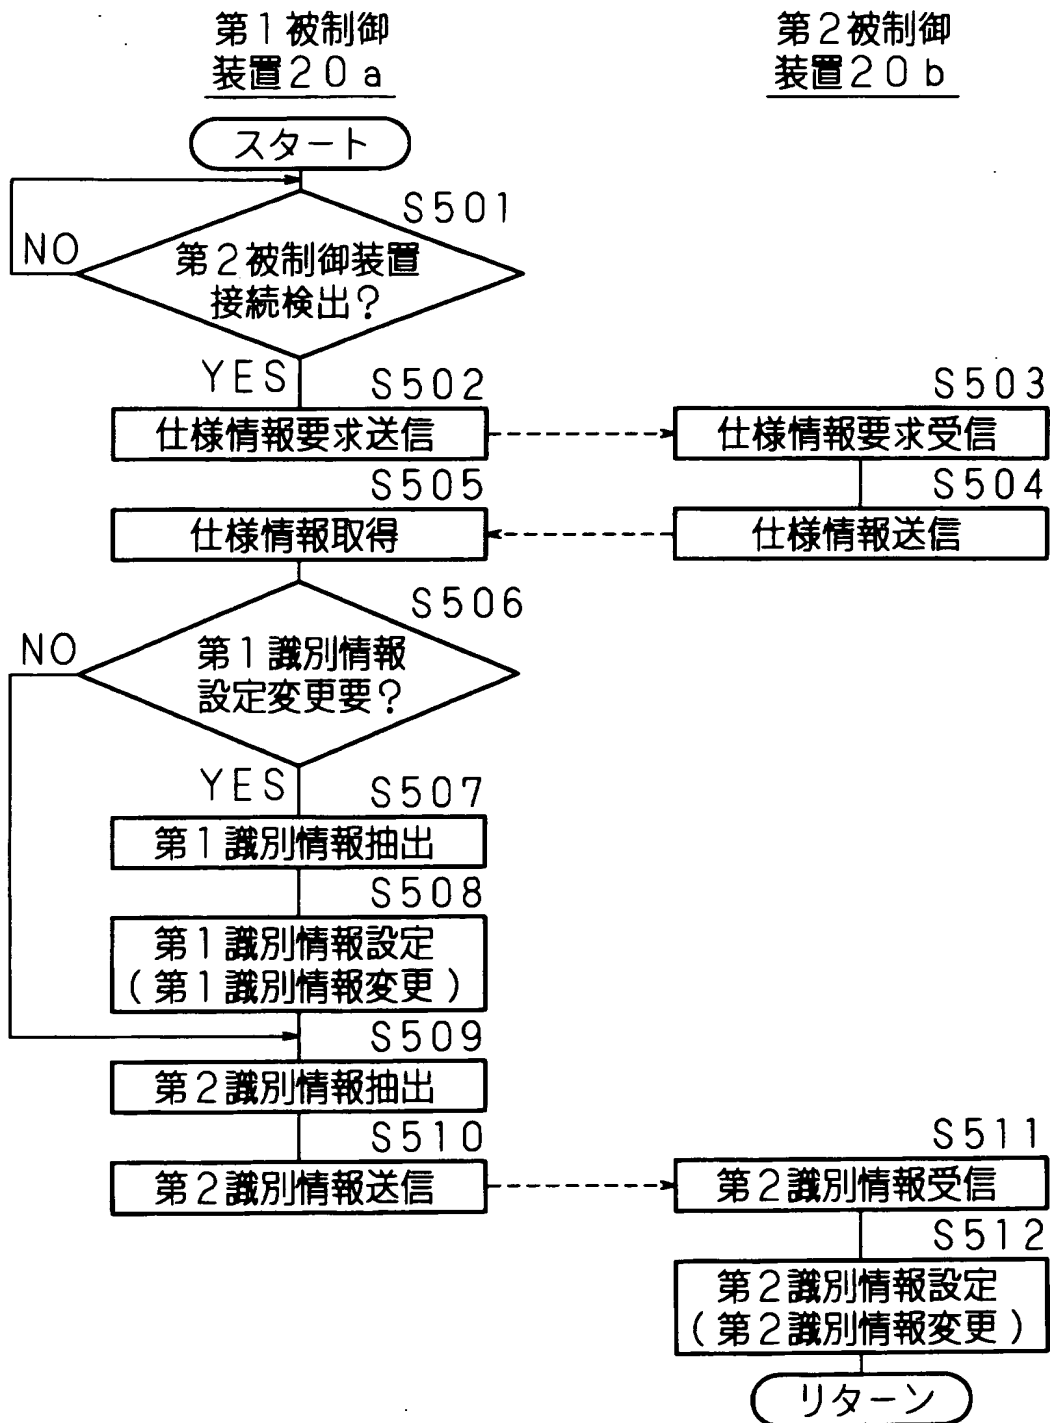 第1被制御
装置20a
第2被制御
装置20b
スタート
S501
NO
第2被制御装置
接続検出?
YES
S502
S503
仕様情報要求送信
仕様情報要求受信
S505
S504
仕様情報取得
仕様情報送信
S506
NO
第1識別情報
設定変更要?
YES
S507
第1識別情報抽出
S508
第1識別情報設定
(第1識別情報変更)
S509
第2識別情報抽出
S510
S511
第2識別情報送信
第2識別情報受信
S512
第2識別情報設定
(第2識別情報変更)
リターン